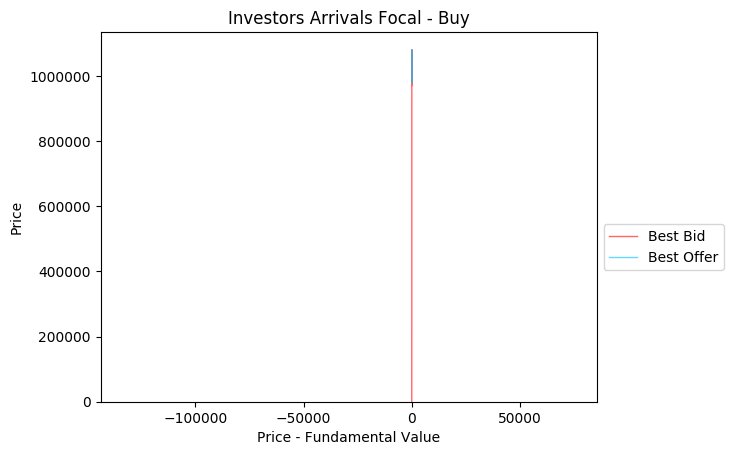 Investors Arrivals Focal - Buy
Price
1000000
800000
600000
400000
200000
0
−100000
−50000
0
50000
Price - Fundamental Value
Best Bid
Best Offer